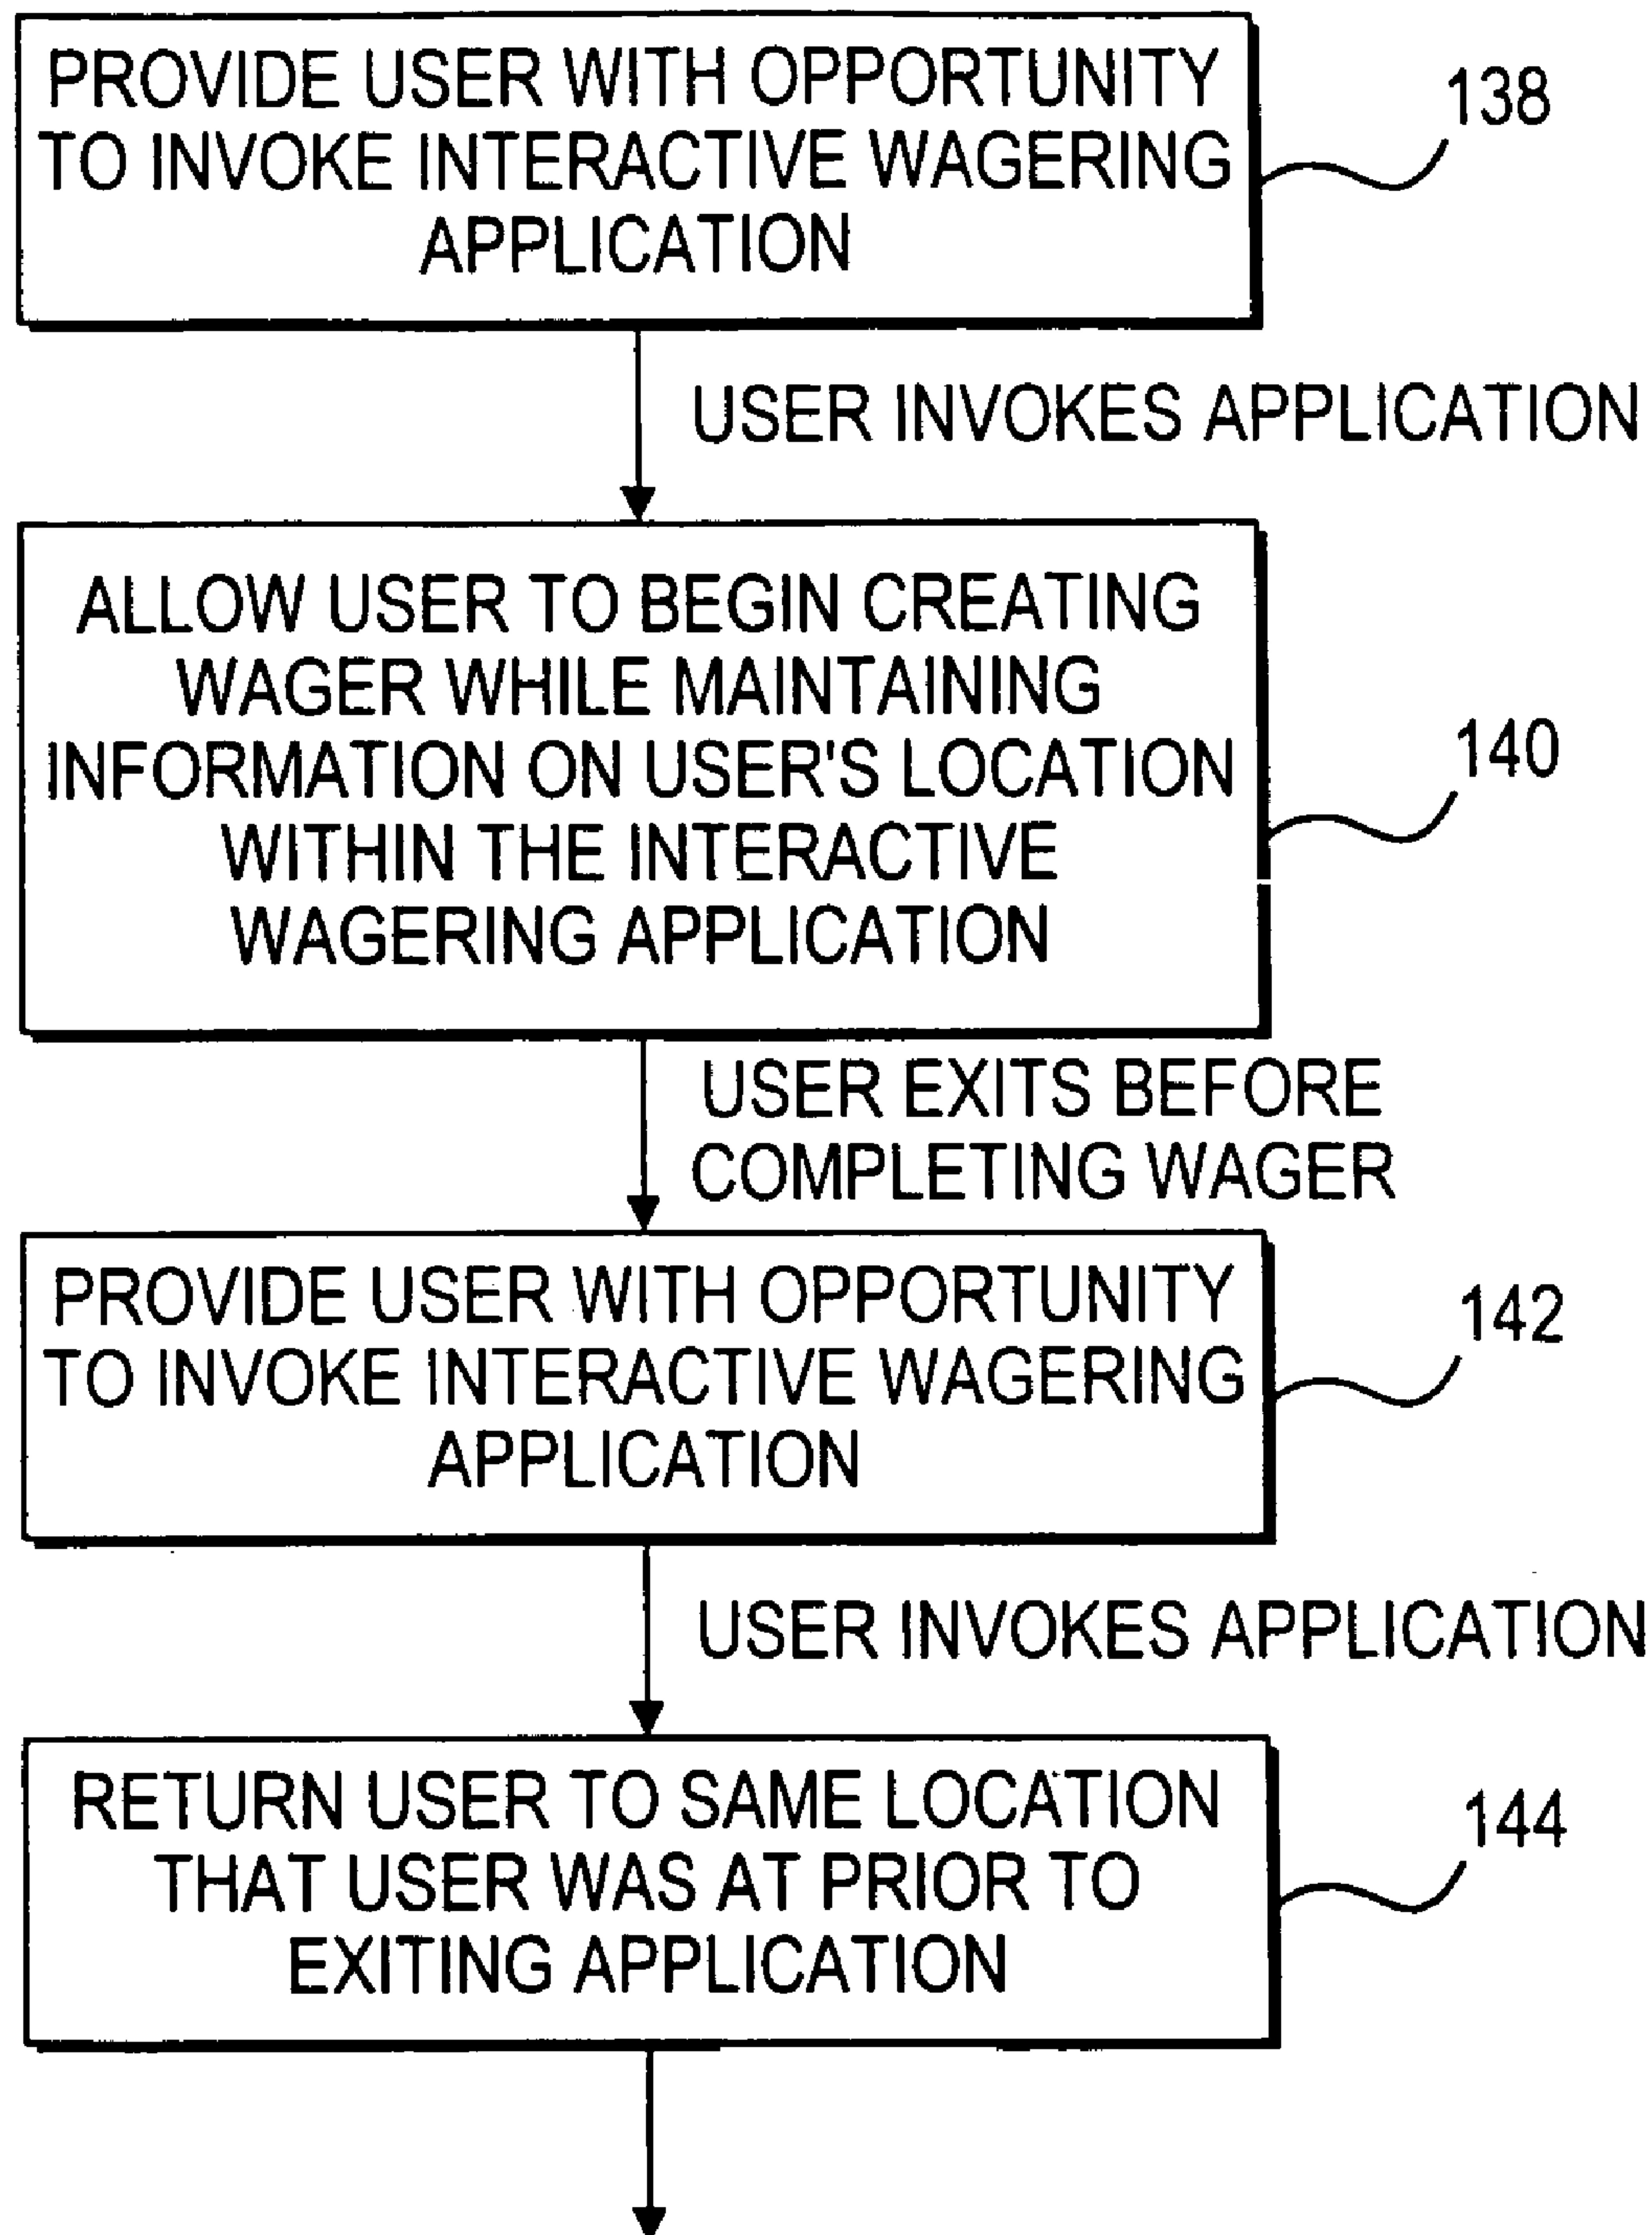 PROVIDE USER WITH OPPORTUNITY
TO INVOKE INTERACTIVE WAGERING
APPLICATION
138
USER INVOKES APPLICATION
ALLOW USER TO BEGIN CREATING
WAGER WHILE MAINTAINING
INFORMATION ON USER'S LOCATION
WITHIN THE INTERACTIVE
WAGERING APPLICATION
140
USER EXITS BEFORE
COMPLETING WAGER
PROVIDE USER WITH OPPORTUNITY
TO INVOKE INTERACTIVE WAGERING
APPLICATION
142
USER INVOKES APPLICATION
RETURN USER TO SAME LOCATION
THAT USER WAS AT PRIOR TO
EXITING APPLICATION
144